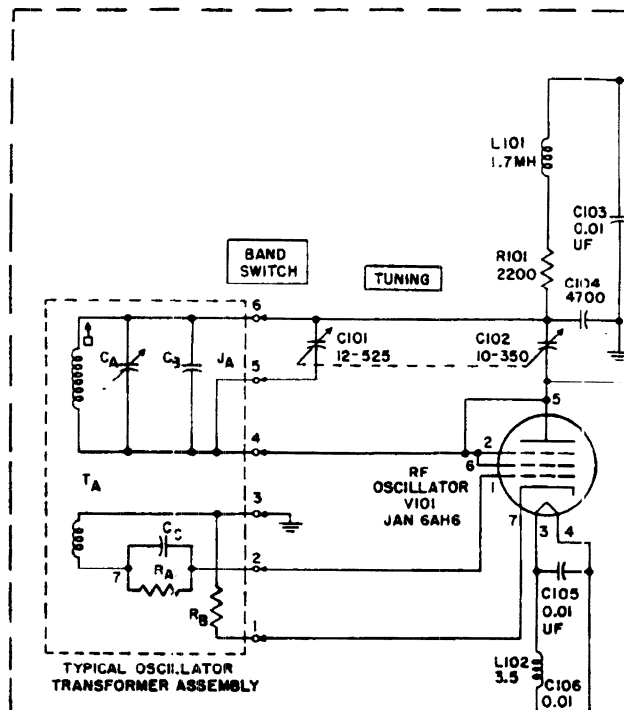 L101
1.7MH
C103
0.01
UF
R101
2200
C104
4700
BAND
SWITCH
TUNING
6
C101
12-525
C102
10-350
CA
CB
JA
5
5
4
2
6
1
RF
OSCILLATOR
V101
JAN 6AH6
TA
3
7
3
4
CC
2
7
RA
RB
C105
0.01
UF
1
L102
3.5
C106
0.01
TYPICAL OSCILLATOR
TRANSFORMER ASSEMBLY